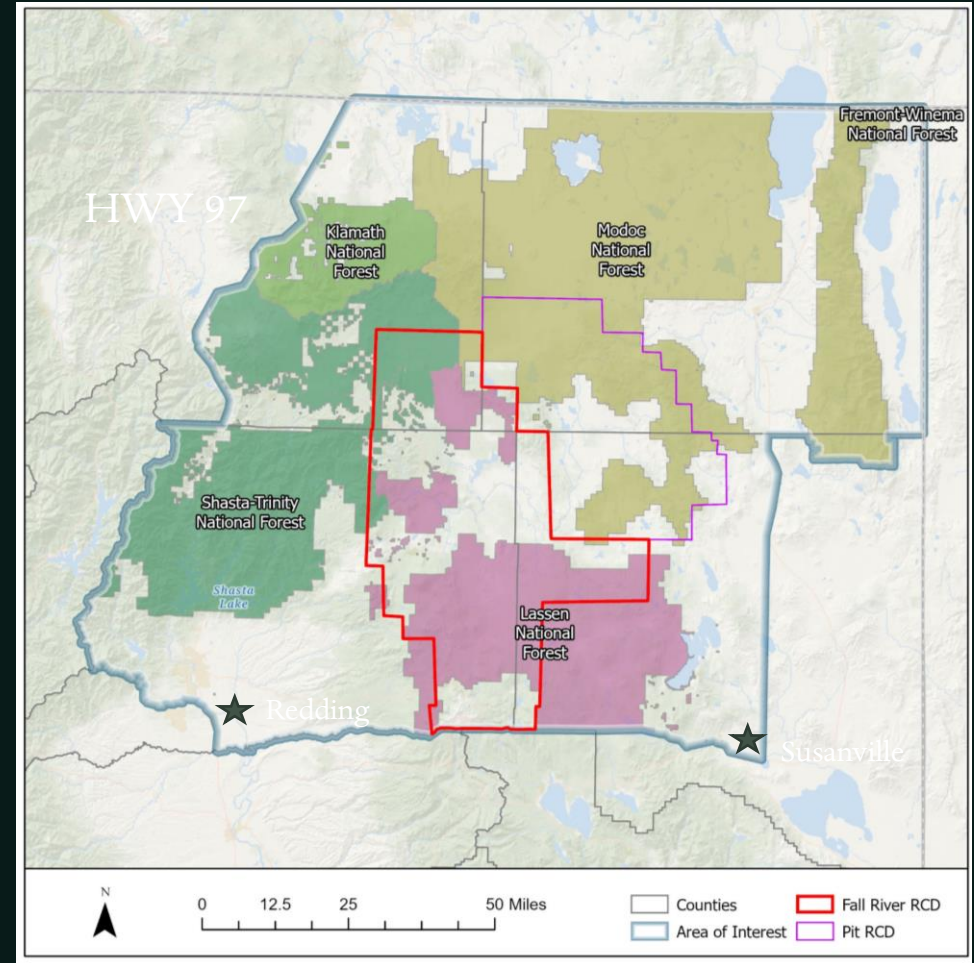 Fremont-Winema
National Forest
HWY 97
Klamath
National
Forest
Modoc
National
Forest
Shasta-Trinity
National Forest
Shasta
Lake
Lassen
National
Forest
Redding
Susanville
N
0 12.5 25 50 Miles
Counties
Fall River RCD
Area of Interest
Pit RCD